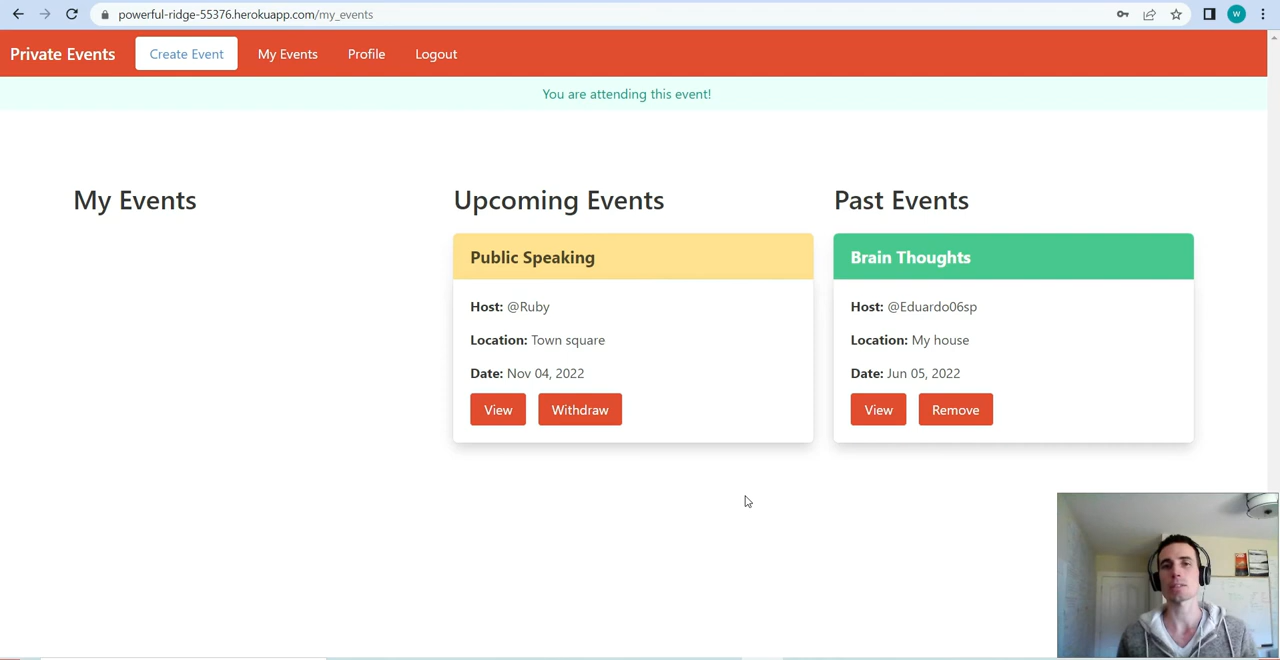 powerful-ridge-55376.herokuapp.com/my_events
W
Private Events
Create Event
My Events
Profile
Logout
You are attending this event!
My Events
Upcoming Events
Public Speaking
Host: @Ruby
Location: Town square
Date: Nov 04, 2022
View
Withdraw
Past Events
Brain Thoughts
Host: @Eduardo06sp
Location: My house
Date: Jun 05, 2022
View
Remove